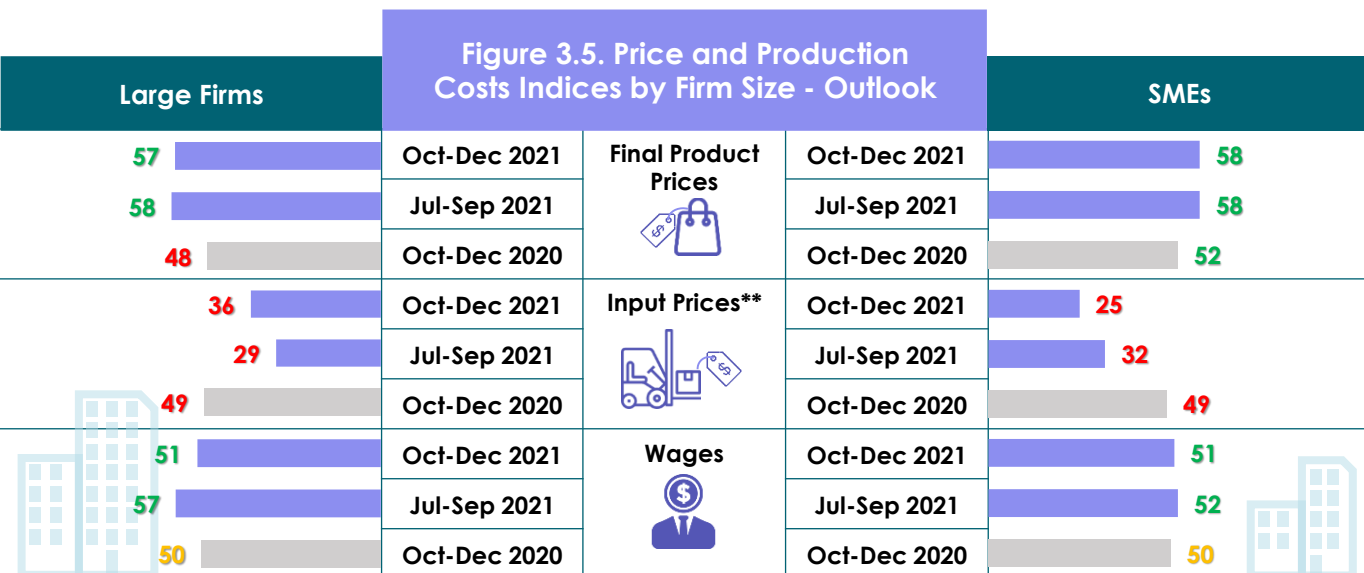 Figure 3.5. Price and Production
Costs Indices by Firm Size - Outlook
Large Firms
SMEs
57 Oct-Dec 2021 Final Product Oct-Dec 2021 58
Prices
58 Jul-Sep 2021 Jul-Sep 2021 58
48 Oct-Dec 2020 Oct-Dec 2020 52
36 Oct-Dec 2021 Input Prices** Oct-Dec 2021 25
29 Jul-Sep 2021 Jul-Sep 2021 32
49 Oct-Dec 2020 Oct-Dec 2020 49
51 Oct-Dec 2021 Wages Oct-Dec 2021 51
57 Jul-Sep 2021 Jul-Sep 2021 52
50 Oct-Dec 2020 Oct-Dec 2020 50